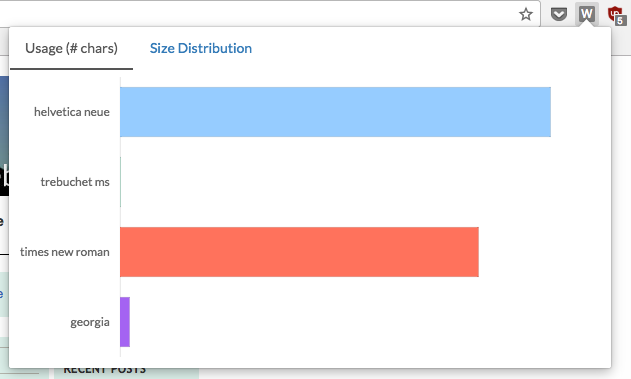 W
5
Usage (# chars) Size Distribution
helvetica neue
trebuchet ms
times new roman
georgia
RECENT POSTS